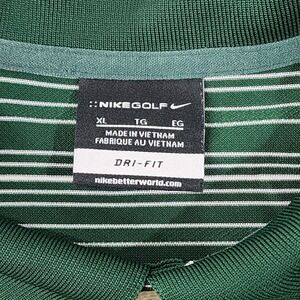 ::NIKEGOLF
XL TG EG
MADE IN VIETNAM
FABRIQUE AU VIETNAM
DRI-FIT
nikebetterworld.com